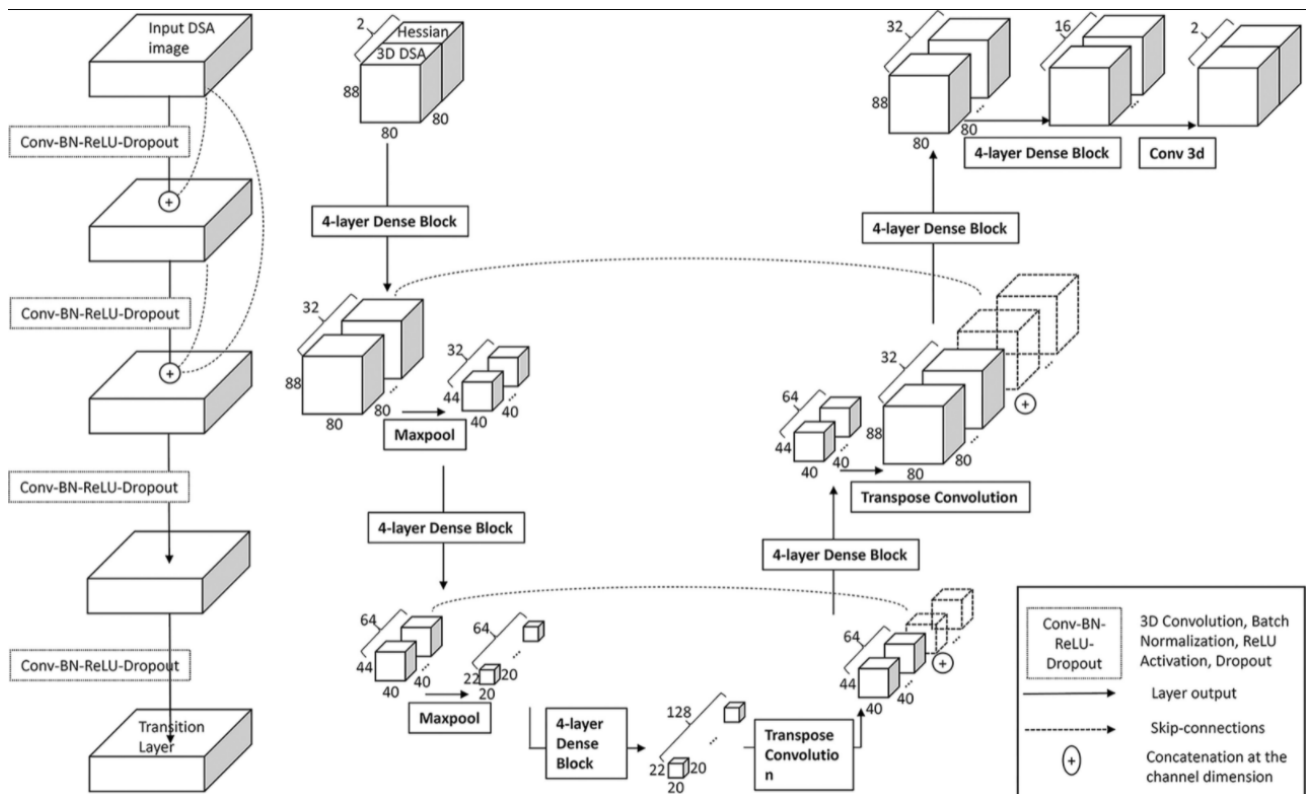 Input DSA
image
Conv-BN-ReLU-Dropout
+
Conv-BN-ReLU-Dropout
+
Conv-BN-ReLU-Dropout
Conv-BN-ReLU-Dropout
Transition
Layer
2
Hessian
3D DSA
88
80
80
4-layer Dense Block
32
88
80
80
...
Maxpool
32
44
40
40
...
4-layer Dense Block
64
44
40
40
...
Maxpool
64
22
20
20
...
4-layer
Dense
Block
128
22
20
20
...
Transpose
Convolutio
n
64
44
40
40
...
+
...
4-layer Dense Block
64
44
40
40
...
Transpose Convolution
32
88
80
80
...
+
...
4-layer Dense Block
32
88
80
80
...
4-layer Dense Block
16
...
Conv 3d
2
Conv-BN-
ReLU-
Dropout
3D Convolution, Batch
Normalization, ReLU
Activation, Dropout
Layer output
Skip-connections
+
Concatenation at the
channel dimension